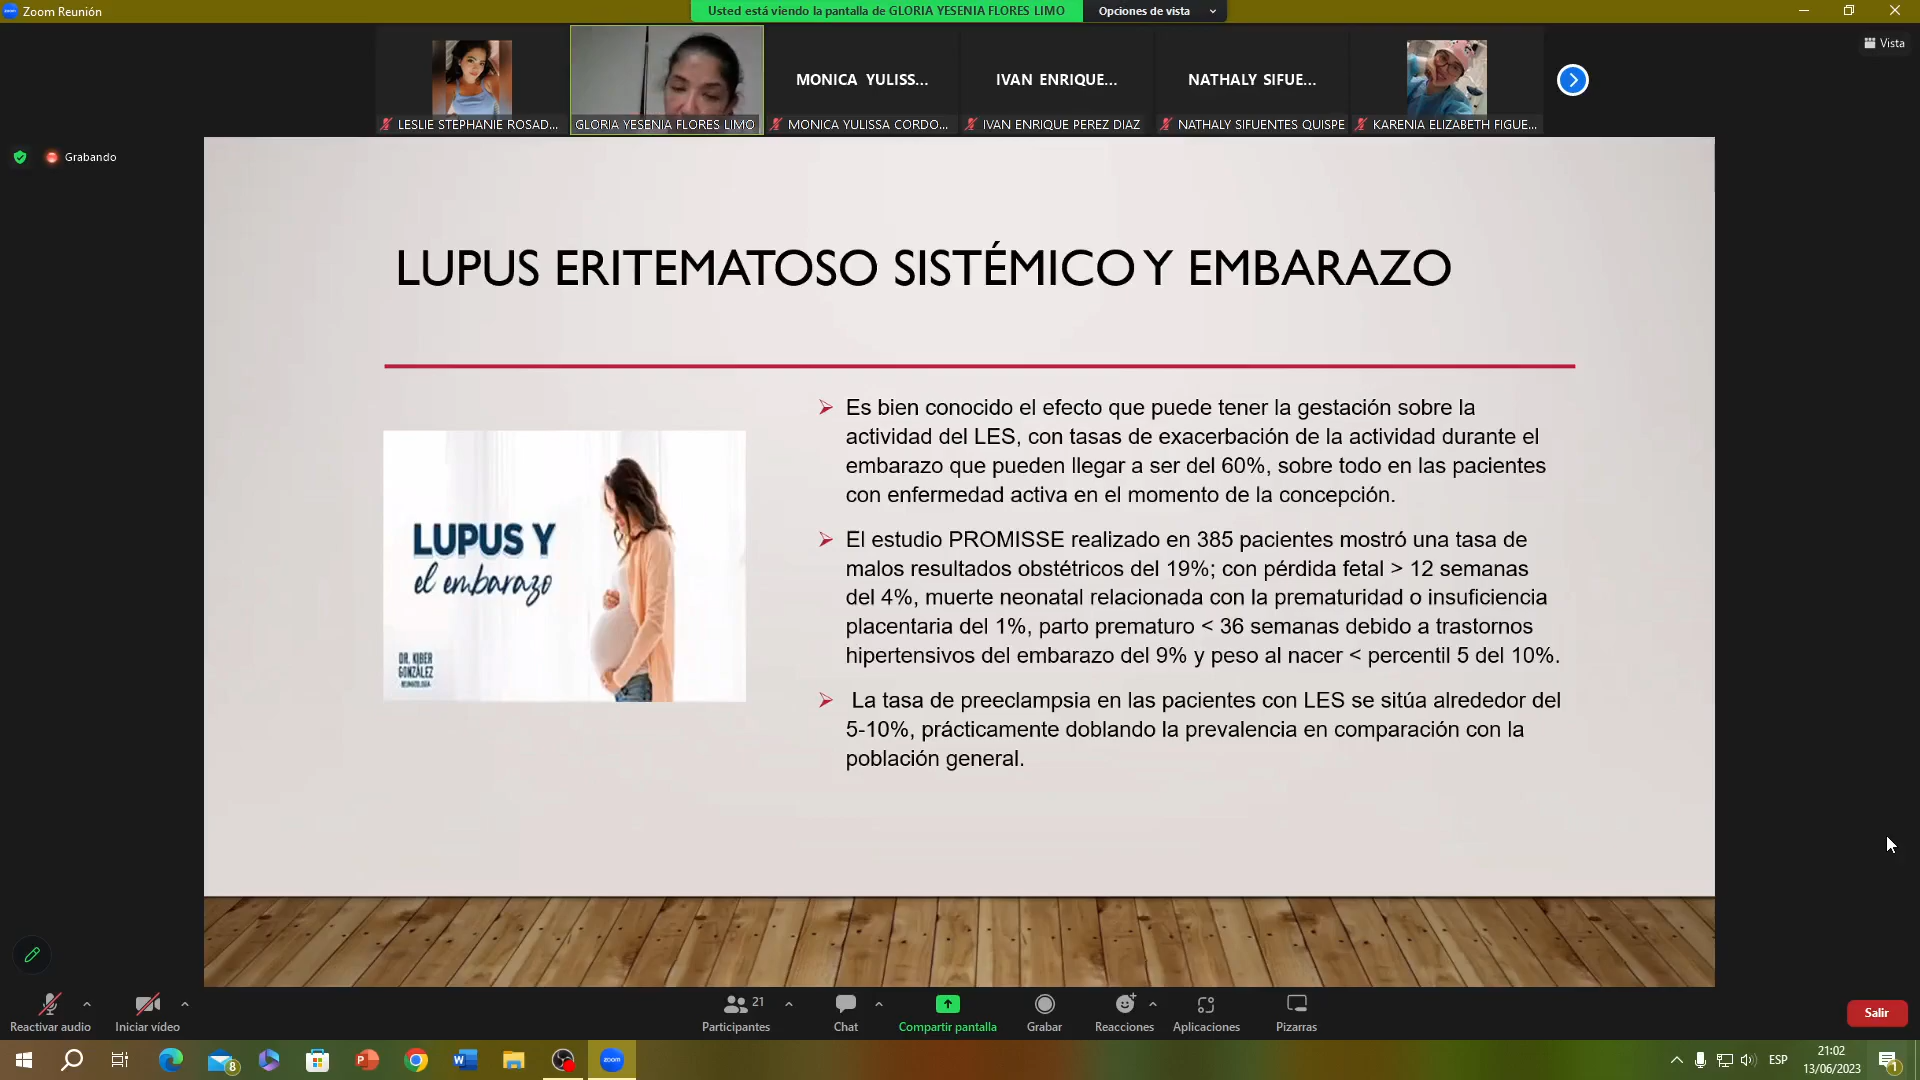 Zoom Reunión
Usted está viendo la pantalla de GLORIA YESENIA FLORES LIMO
Opciones de vista
Vista
MONICA YULISS...
IVAN ENRIQUE...
NATHALY SIFUE...
LESLIE STEPHANIE ROSAD...
GLORIA YESENIA FLORES LIMO
MONICA YULISSA CORDO...
IVAN ENRIQUE PEREZ DIAZ
NATHALY SIFUENTES QUISPE
KARENIA ELIZABETH FIGUE...
Grabando
LUPUS ERITEMATOSO SISTÉMICO Y EMBARAZO
LUPUS Y
el embarazo
DR. KIBER
GONZÁLEZ
REUMATÓLOGÍA
Es bien conocido el efecto que puede tener la gestación sobre la
actividad del LES, con tasas de exacerbación de la actividad durante el
embarazo que pueden llegar a ser del 60%, sobre todo en las pacientes
con enfermedad activa en el momento de la concepción.
El estudio PROMISSE realizado en 385 pacientes mostró una tasa de
malos resultados obstétricos del 19%; con pérdida fetal > 12 semanas
del 4%, muerte neonatal relacionada con la prematuridad o insuficiencia
placentaria del 1%, parto prematuro < 36 semanas debido a trastornos
hipertensivos del embarazo del 9% y peso al nacer < percentil 5 del 10%.
La tasa de preeclampsia en las pacientes con LES se sitúa alrededor del
5-10%, prácticamente doblando la prevalencia en comparación con la
población general.
Reactivar audio
Iniciar vídeo
21
Participantes
Chat
Compartir pantalla
Grabar
Reacciones
Aplicaciones
Pizarras
Salir
8
zoom
ESP
21:02
13/06/2023
1